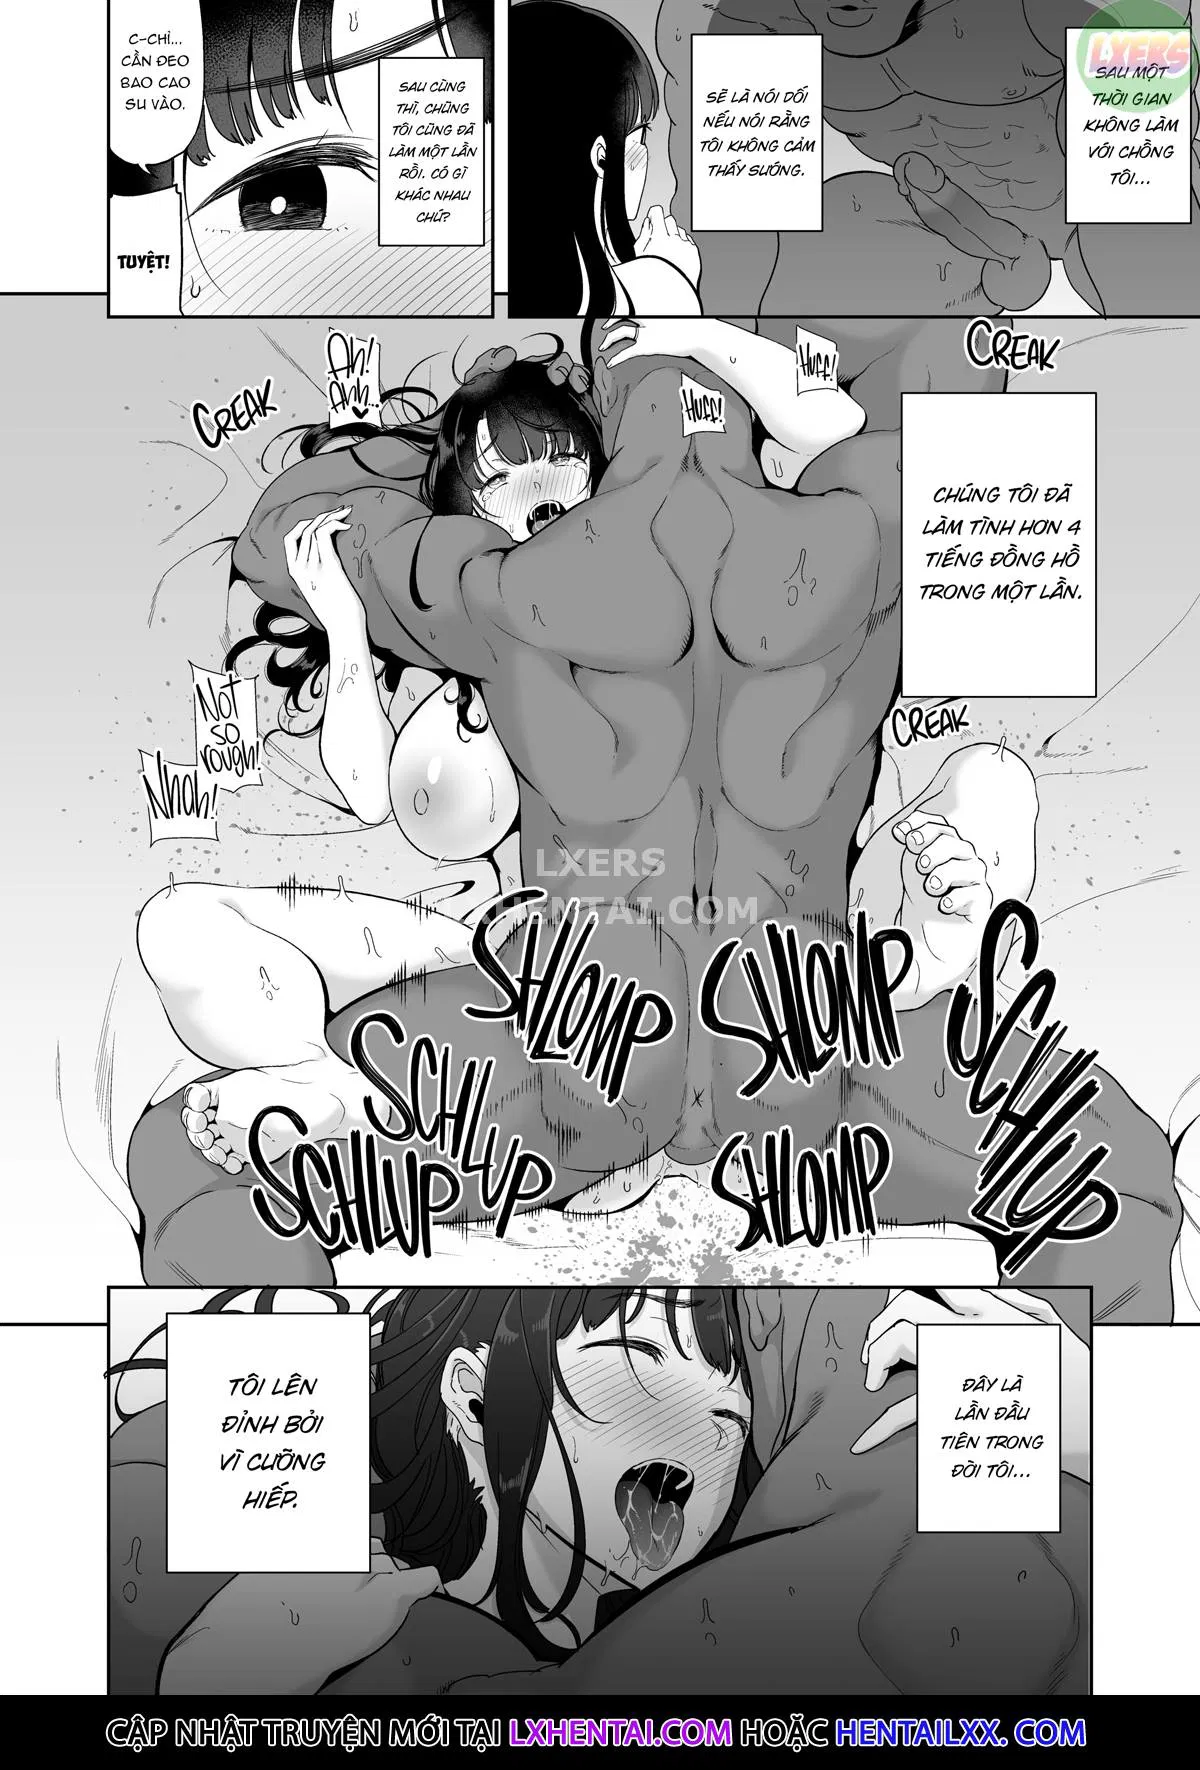 LXERS
SAU MỘT
THỜI GIAN
KHÔNG LÀM
VỚI CHỒNG
TÔI...
SẼ LÀ NÓI DỐI
NẾU NÓI RẰNG
TÔI KHÔNG CẢM
THẤY SƯỚNG.
SAU CÙNG
THÌ, CHÚNG
TÔI CŨNG ĐÃ
LÀM MỘT LẦN
RỒI. CÓ GÌ
KHÁC NHAU
CHỨ?
C-CHỈ...
CẦN ĐEO
BAO CAO
SU VÀO.
TUYỆT!
CREAK
HUFF!
HUFF!
AH!
AHH...
CREAK
CHÚNG TÔI ĐÃ
LÀM TÌNH HƠN 4
TIẾNG ĐỒNG HỒ
TRONG MỘT LẦN.
CREAK
NOT
SO
ROUGH!
NHAH!
LXERS
LXHENTAI.COM
SHLOMP
SHLOMP
SCHLUP
SCHLUP
SCHLUP
SHLOMP
ĐÂY LÀ
LẦN ĐẦU
TIÊN TRONG
ĐỜI TÔI...
TÔI LÊN
ĐỈNH BỞI
VÌ CƯỠNG
HIẾP.
CẬP NHẬT TRUYỆN MỚI TẠI LXHENTAI.COM HOẶC HENTAILXX. COM